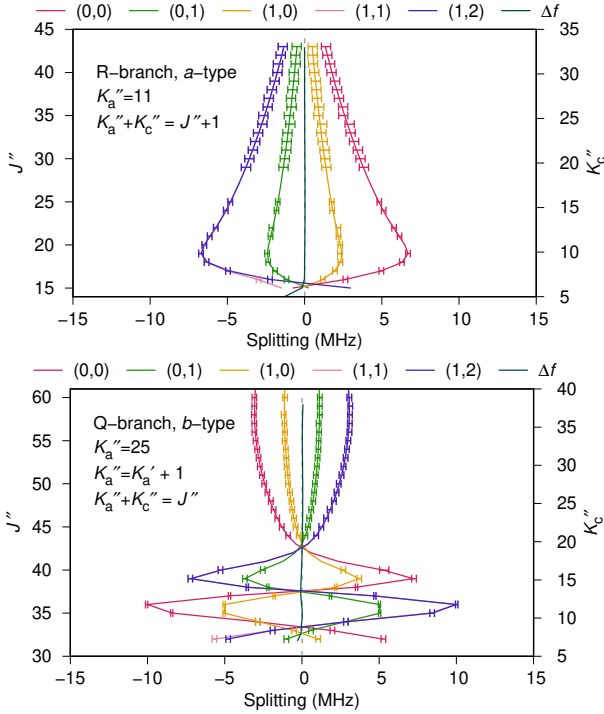 (0,0) (0,1) (1,0) (1,1) (1,2) Δf
R−branch, a−type
Ka″=11
Ka″+Kc″ = J″+1
45
40
35
30
25
20
15
J″
35
30
25
20
15
10
5
Kc″
−15 −10 −5 0 5 10 15
Splitting (MHz)
(0,0) (0,1) (1,0) (1,1) (1,2) Δf
Q−branch, b−type
Ka″=25
Ka″=Ka′ + 1
Ka″+Kc″ = J″
60
55
50
45
40
35
30
J″
40
35
30
25
20
15
10
5
Kc″
−15 −10 −5 0 5 10 15
Splitting (MHz)